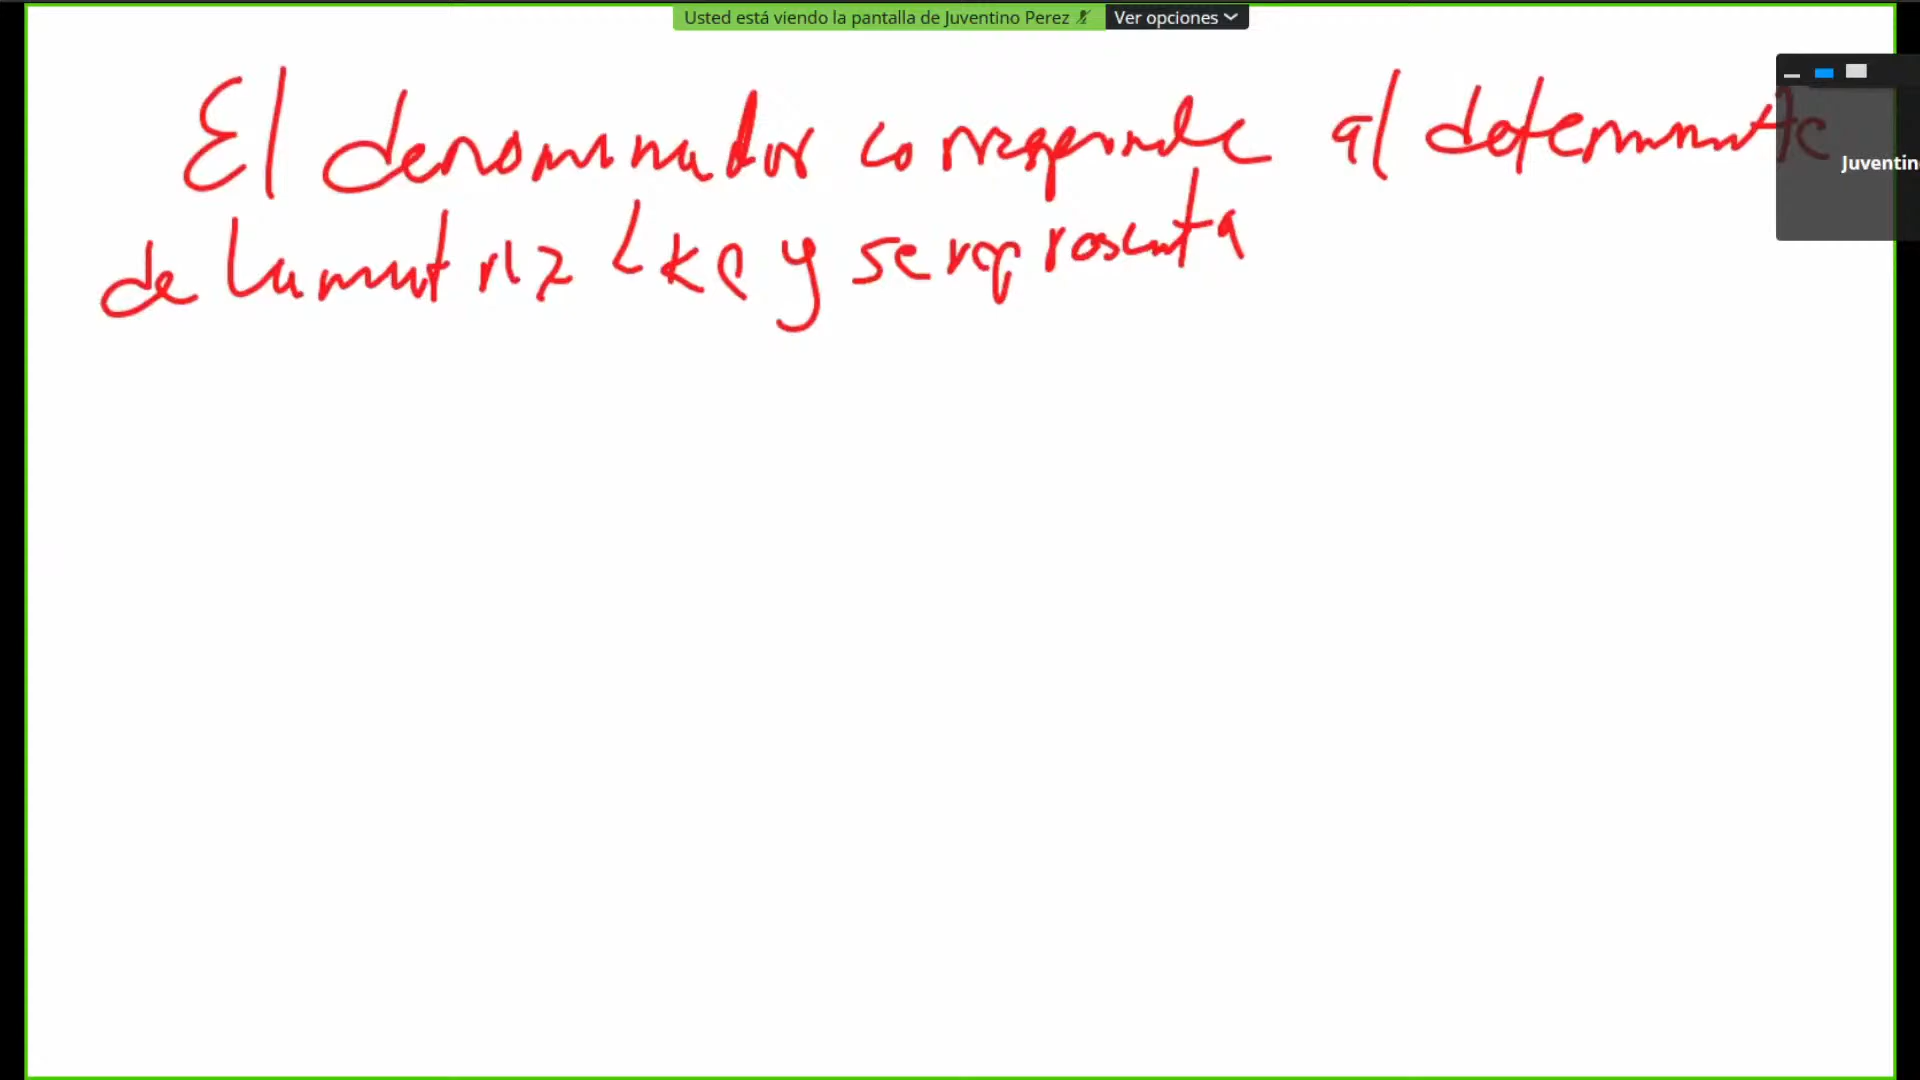 Usted está viendo la pantalla de Juventino Perez Ver opciones
El denominador corresponde al determinante
Juventin
de la matriz LKC y se representa